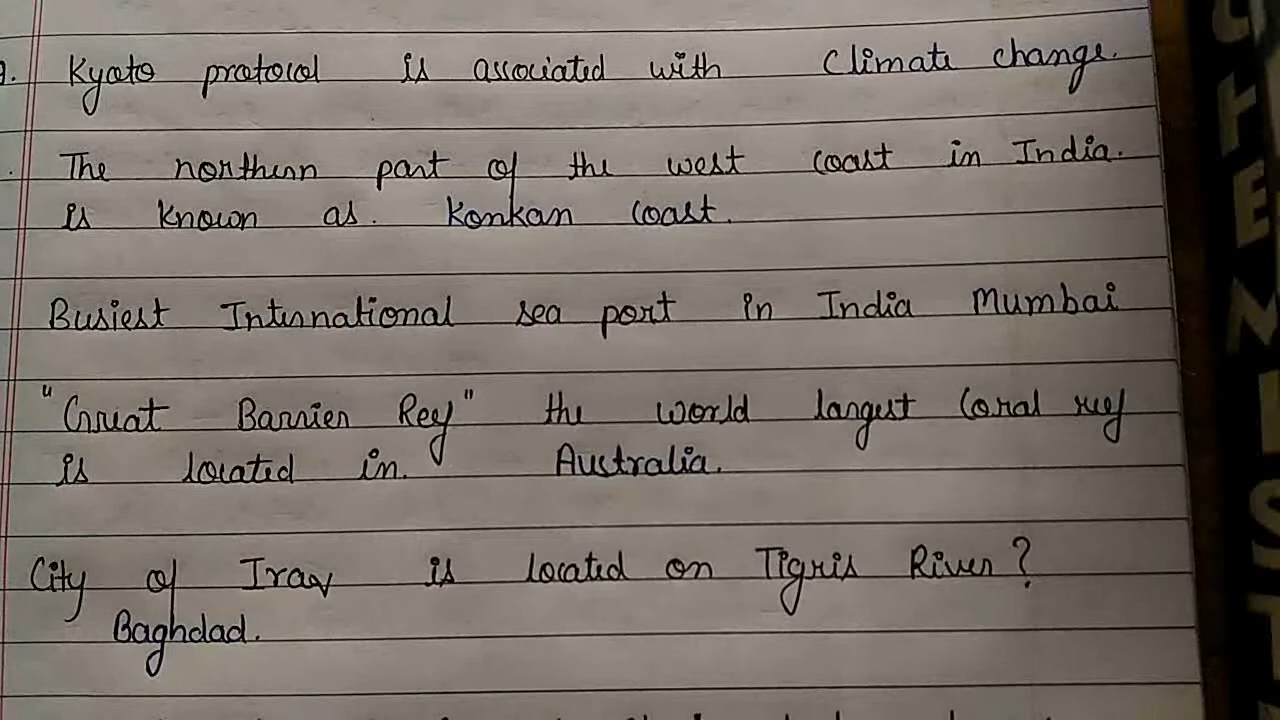 Kyoto protocol is associated with Climate change.
The northern part of the west coast in India.
is known as. Konkan coast.
Busiest International sea port in India Mumbai
"Great Barrier Reef" the world largest Coral reef
is located in. Australia.
City of Iraq is located on Tigris River?
Baghdad.